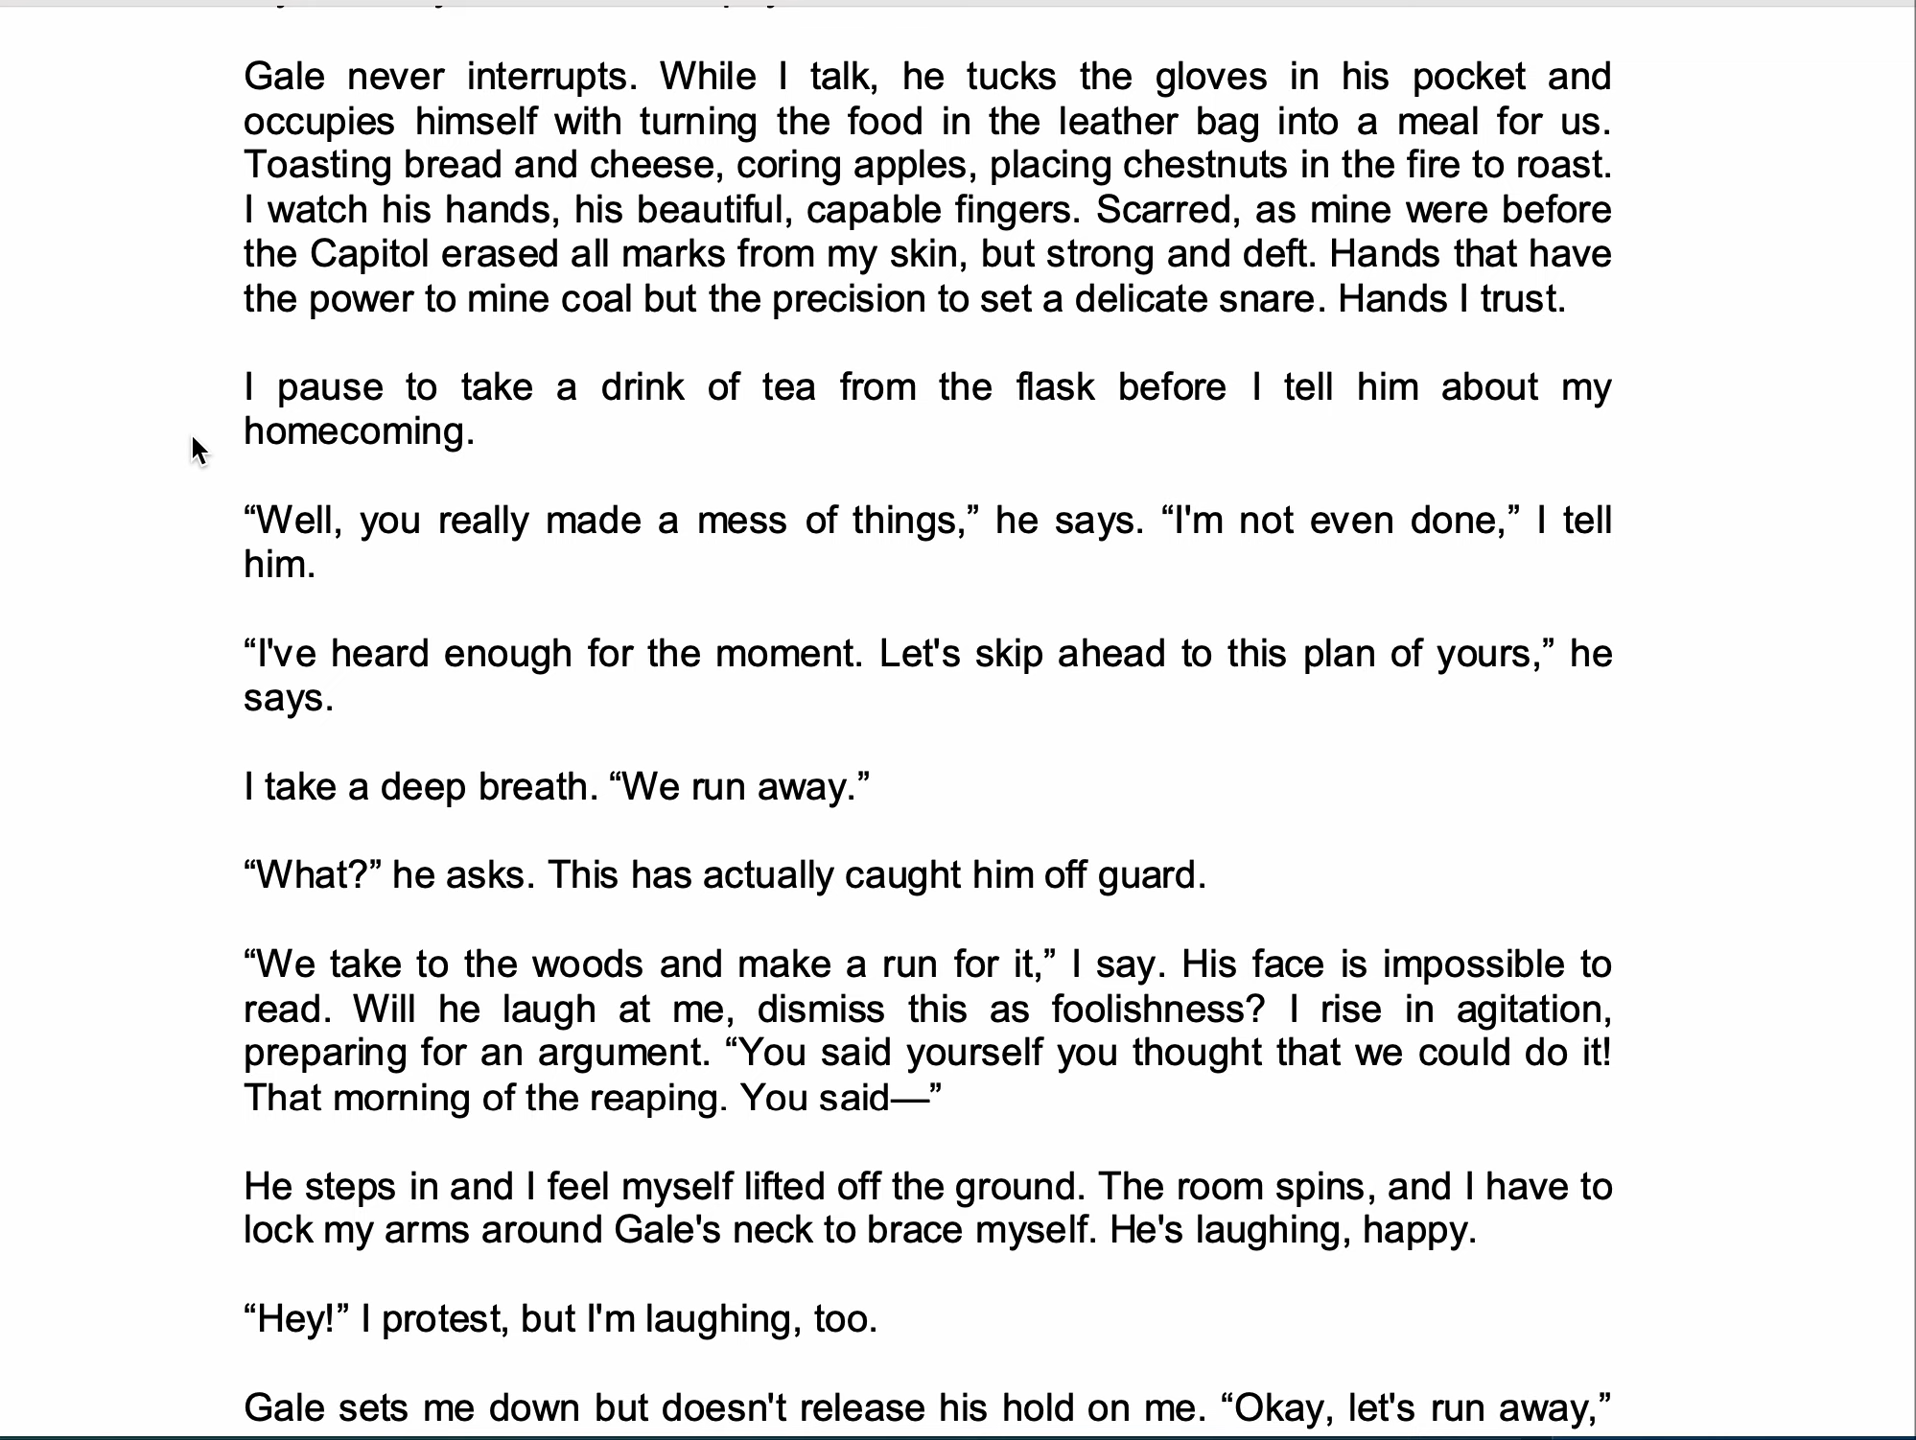 Gale never interrupts. While I talk, he tucks the gloves in his pocket and
occupies himself with turning the food in the leather bag into a meal for us.
Toasting bread and cheese, coring apples, placing chestnuts in the fire to roast.
I watch his hands, his beautiful, capable fingers. Scarred, as mine were before
the Capitol erased all marks from my skin, but strong and deft. Hands that have
the power to mine coal but the precision to set a delicate snare. Hands I trust.
I pause to take a drink of tea from the flask before I tell him about my
homecoming.
“Well, you really made a mess of things,” he says. “I'm not even done,” I tell
him.
“I've heard enough for the moment. Let's skip ahead to this plan of yours,” he
says.
I take a deep breath. “We run away.”
“What?” he asks. This has actually caught him off guard.
“We take to the woods and make a run for it,” I say. His face is impossible to
read. Will he laugh at me, dismiss this as foolishness? I rise in agitation,
preparing for an argument. “You said yourself you thought that we could do it!
That morning of the reaping. You said—”
He steps in and I feel myself lifted off the ground. The room spins, and I have to
lock my arms around Gale's neck to brace myself. He's laughing, happy.
“Hey!” I protest, but I'm laughing, too.
Gale sets me down but doesn't release his hold on me. “Okay, let's run away,”